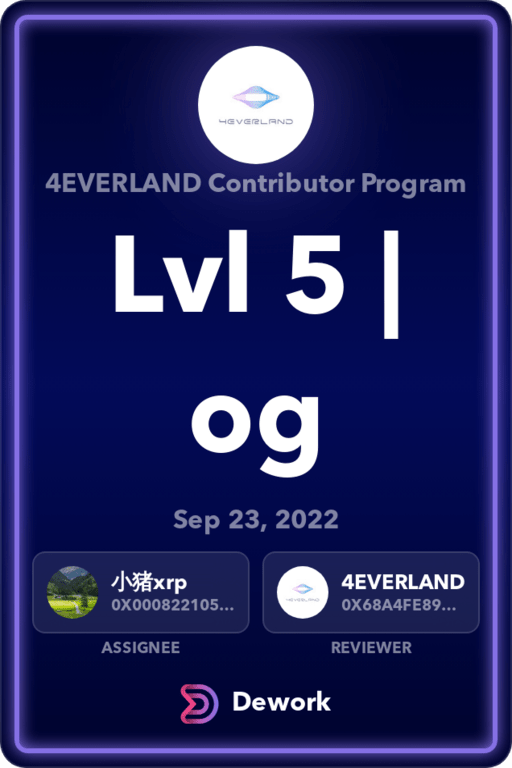 4EVERLAND
4EVERLAND Contributor Program
Lvl 5 |
og
Sep 23, 2022
小猪xrp
0X000822105...
4EVERLAND
4EVERLAND
0X68A4FE89...
ASSIGNEE
REVIEWER
Dework